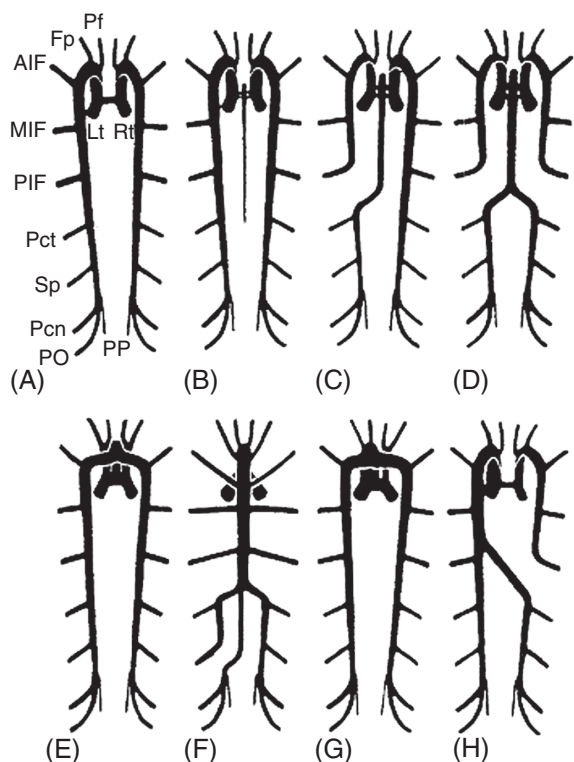 Pf
Fp
AIF
MIF
Lt Rt
PIF
Pct
Sp
Pcn
PO
PP
(A) (B) (C) (D)
(E) (F) (G) (H)